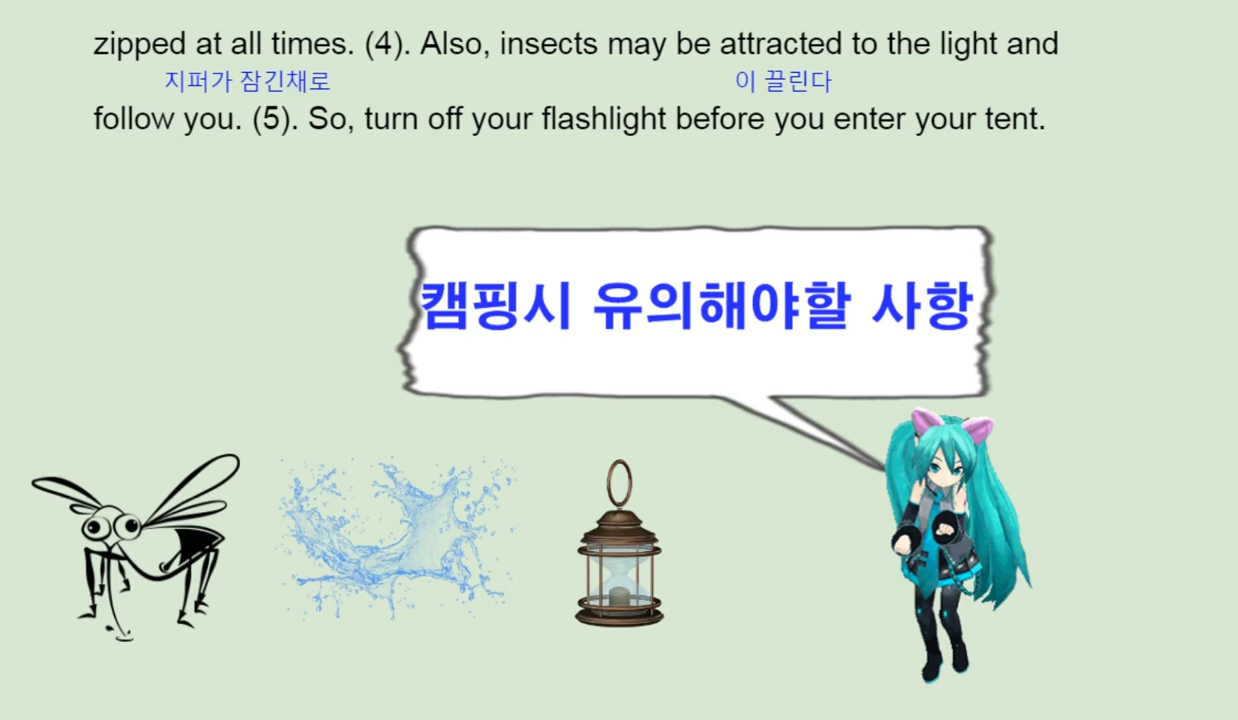 zipped at all times. (4). Also, insects may be attracted to the light and
지퍼가 잠긴채로 이 끌린다
follow you. (5). So, turn off your flashlight before you enter your tent.
캠핑시 유의해야할 사항